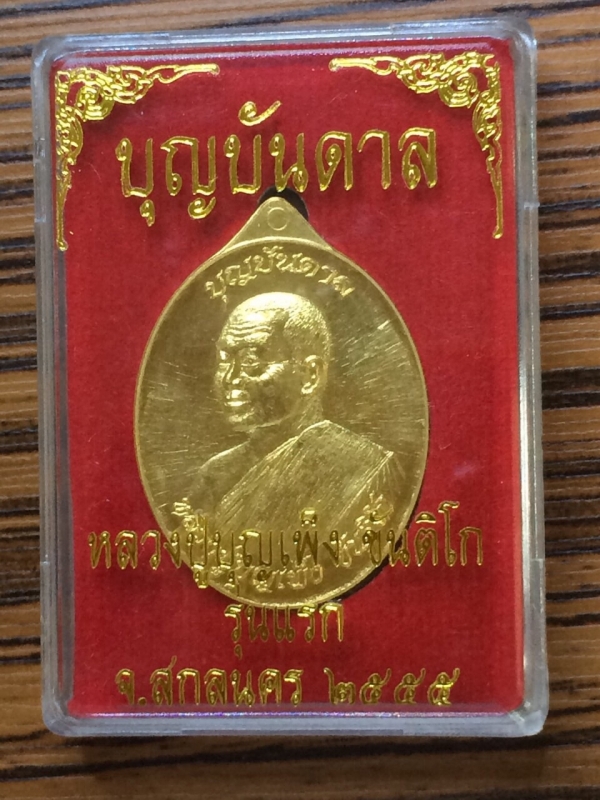 บุญบันดาล
บุญบันดาล
หลวงปู่บุญเพ็ง ขันติโก
รุ่นแรก
จ.สกลนคร ๒๕๕๕